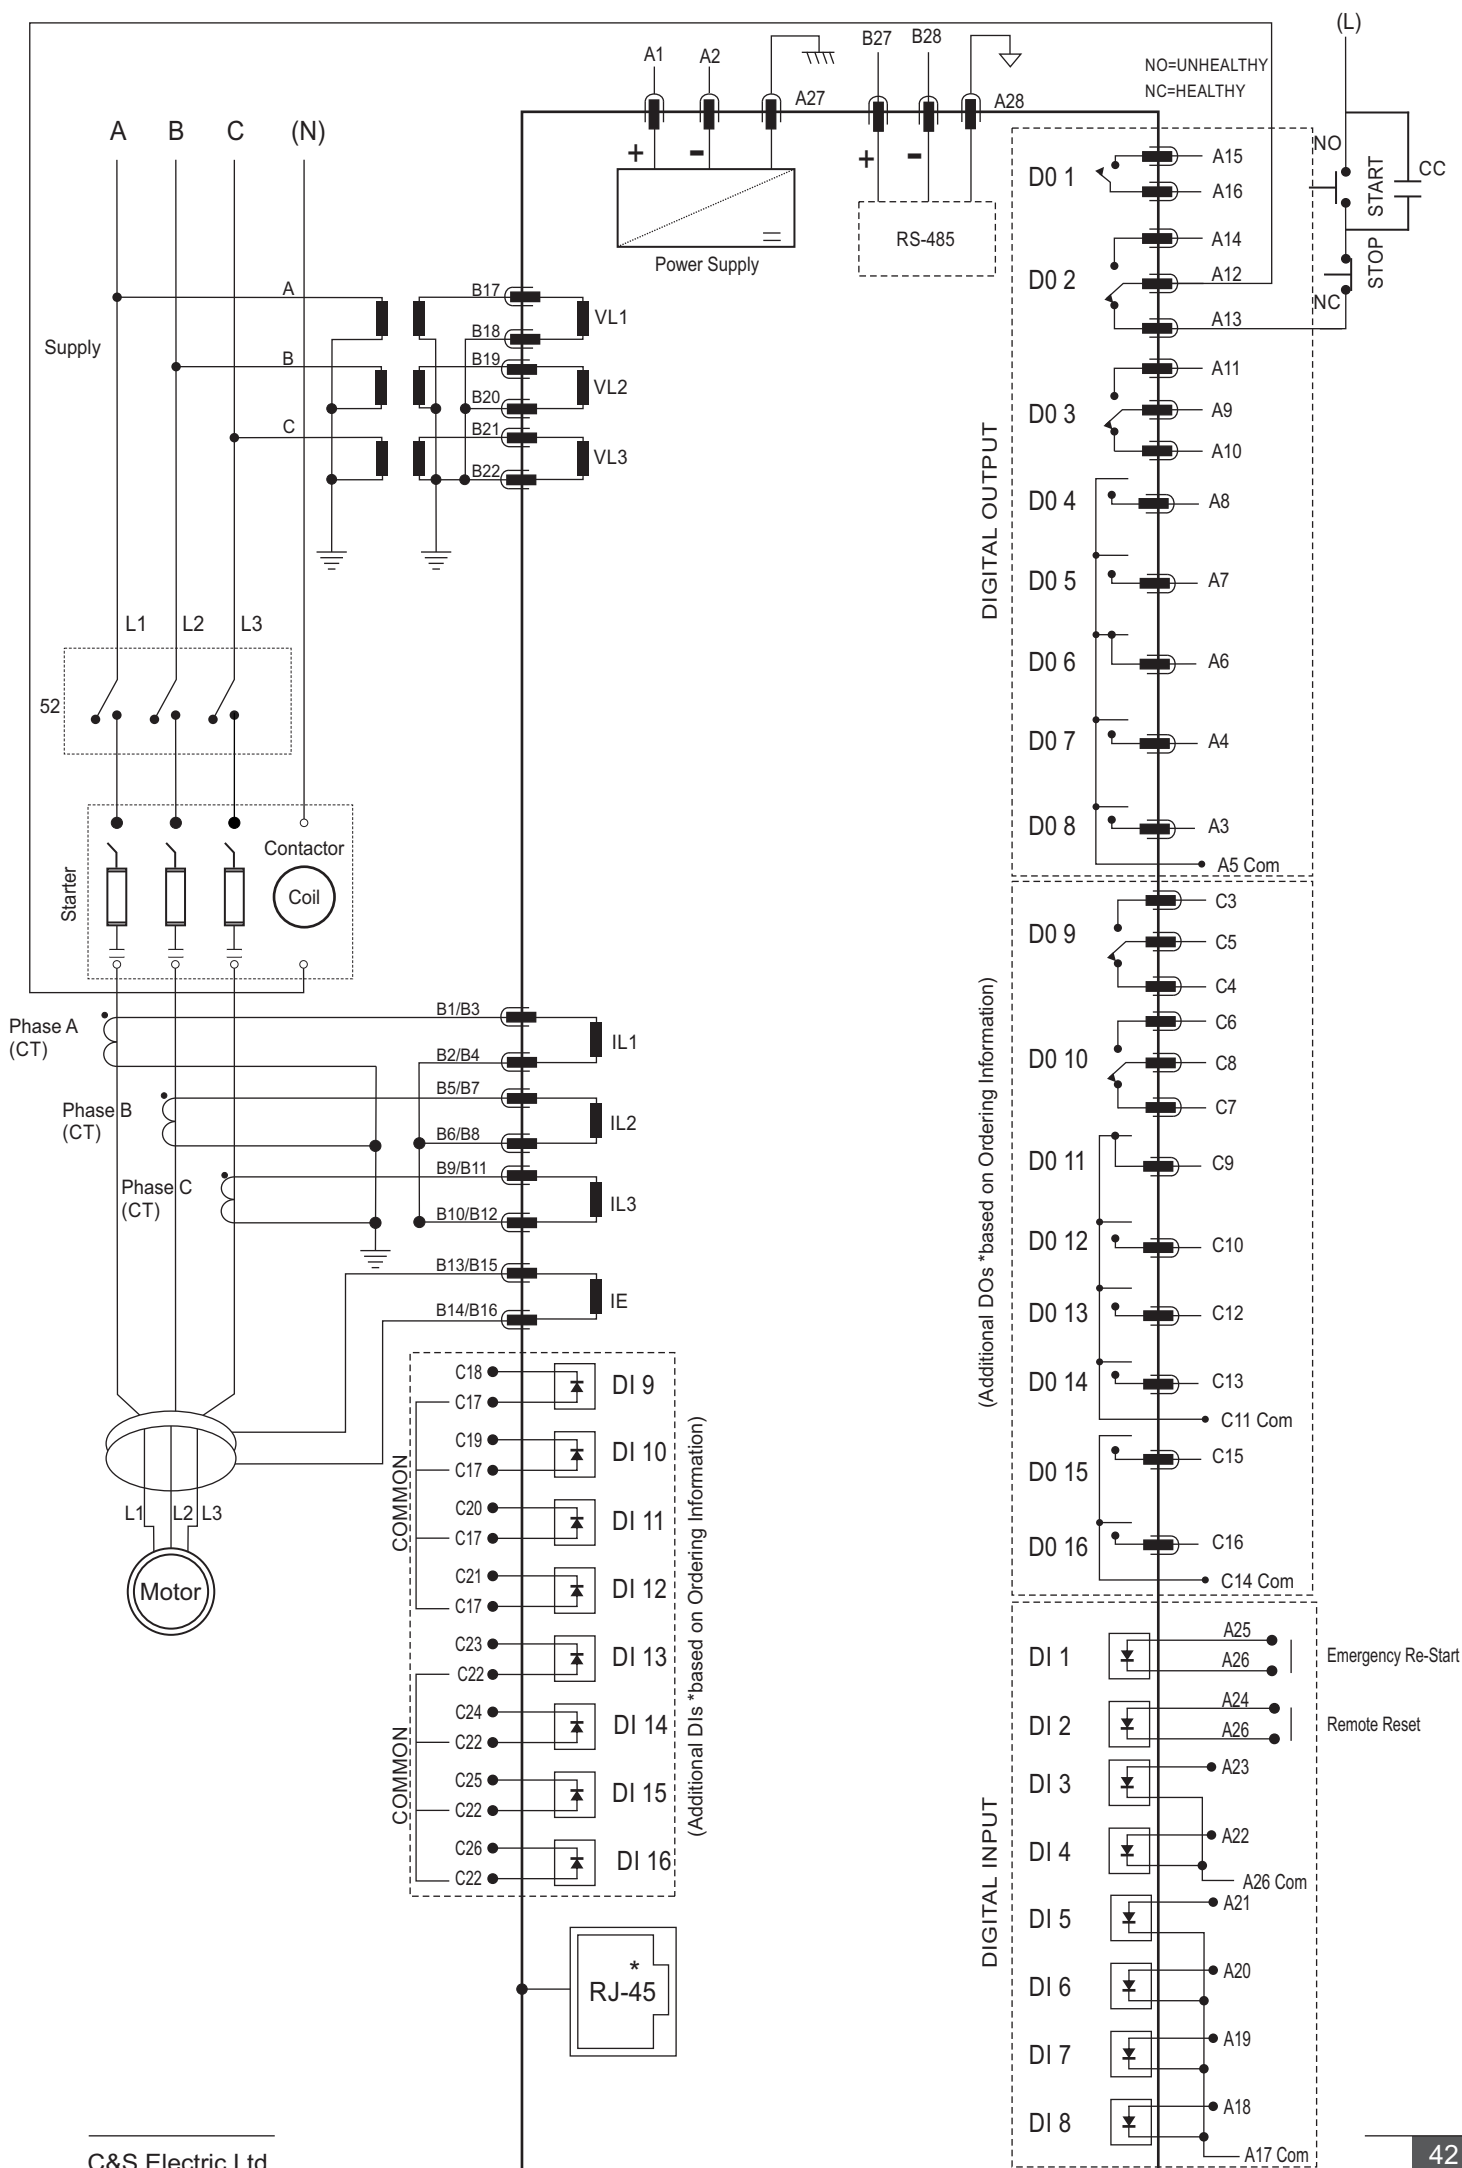 (L)
A1
A2
A27
B27
B28
A28
NO=UNHEALTHY
NC=HEALTHY
A B C (N)
+ -
+ -
Power Supply
RS-485
NO
START
CC
STOP
NC
Supply
A
B
C
B17
B18
B19
B20
B21
B22
VL1
VL2
VL3
L1 L2 L3
52
Starter
Contactor
Coil
Phase A
(CT)
Phase B
(CT)
Phase C
(CT)
B1/B3
B2/B4
B5/B7
B6/B8
B9/B11
B10/B12
B13/B15
B14/B16
IL1
IL2
IL3
IE
L1 L2 L3
Motor
COMMON
COMMON
C18
C17
DI 9
C19
C17
DI 10
C20
C17
DI 11
C21
C17
DI 12
C23
C22
DI 13
C24
C22
DI 14
C25
C22
DI 15
C26
C22
DI 16
(Additional DIs *based on Ordering Information)
*
RJ-45
DIGITAL OUTPUT
D0 1
A15
A16
D0 2
A14
A12
A13
D0 3
A11
A9
A10
D0 4
A8
D0 5
A7
D0 6
A6
D0 7
A4
D0 8
A3
A5 Com
(Additional DOs *based on Ordering Information)
D0 9
C3
C5
C4
D0 10
C6
C8
C7
D0 11
C9
D0 12
C10
D0 13
C12
D0 14
C13
C11 Com
D0 15
C15
D0 16
C16
C14 Com
DIGITAL INPUT
DI 1
A25
A26
Emergency Re-Start
DI 2
A24
A26
Remote Reset
DI 3
A23
DI 4
A22
A26 Com
DI 5
A21
DI 6
A20
DI 7
A19
DI 8
A18
A17 Com
C&S Electric Ltd
42